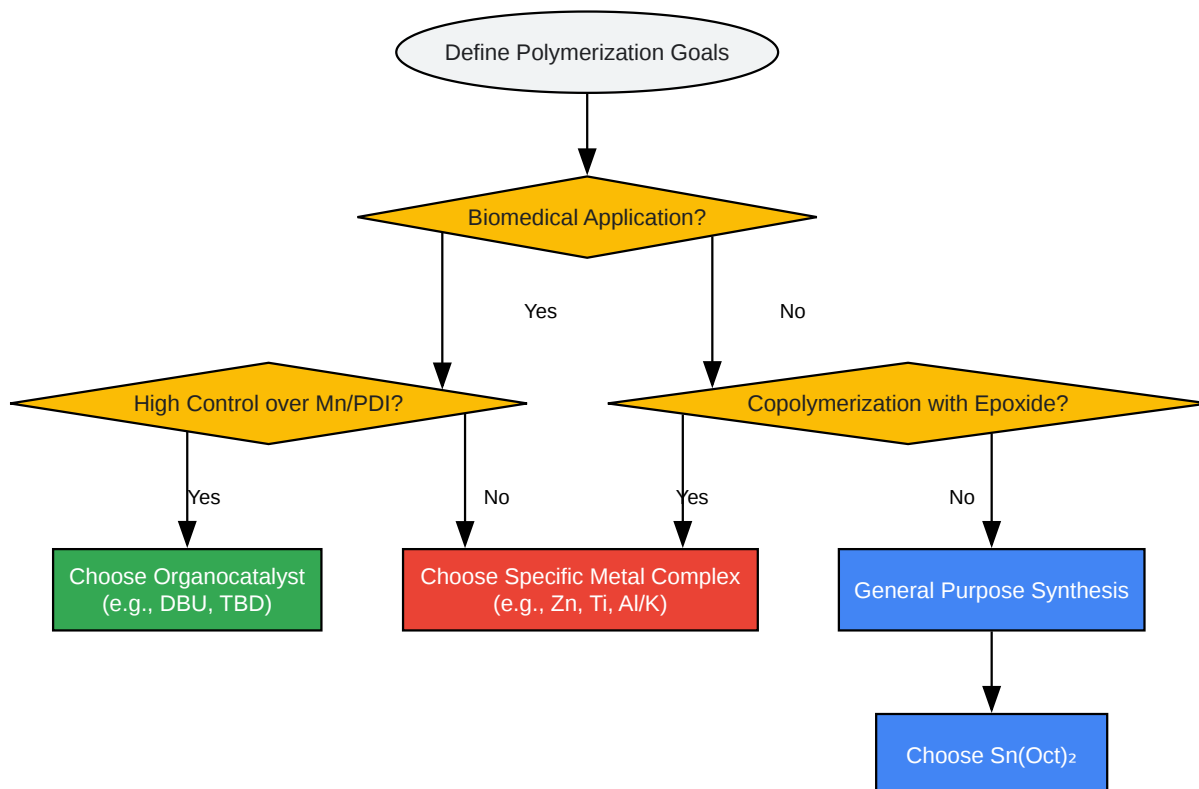 Define Polymerization Goals
Biomedical Application?
Yes
No
High Control over Mn/PDI?
Copolymerization with Epoxide?
Yes
No
Yes
No
Choose Organocatalyst
(e.g., DBU, TBD)
Choose Specific Metal Complex
(e.g., Zn, Ti, Al/K)
General Purpose Synthesis
Choose Sn(Oct)₂